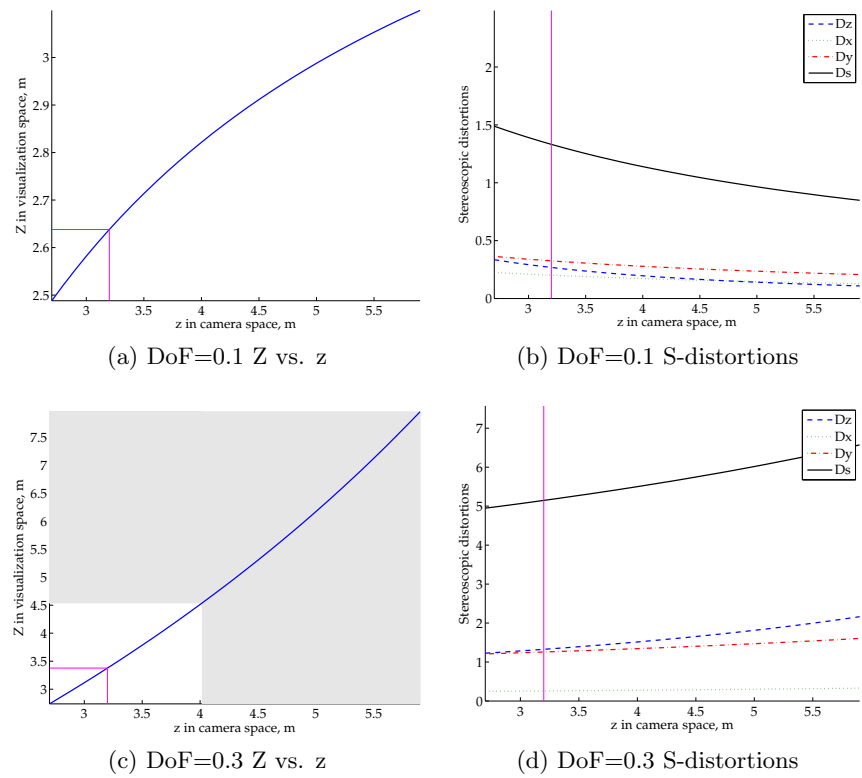 3
2.9
2.8
2.7
2.6
2.5
Z in visualization space, m
3 3.5 4 4.5 5 5.5
z in camera space, m
(a) DoF=0.1 Z vs. z
2
1.5
1
0.5
0
Stereoscopic distortions
Dz
Dx
Dy
Ds
3 3.5 4 4.5 5 5.5
z in camera space, m
(b) DoF=0.1 S-distortions
7.5
7
6.5
6
5.5
5
4.5
4
3.5
3
Z in visualization space, m
3 3.5 4 4.5 5 5.5
z in camera space, m
(c) DoF=0.3 Z vs. z
7
6
5
4
3
2
1
0
Stereoscopic distortions
Dz
Dx
Dy
Ds
3 3.5 4 4.5 5 5.5
z in camera space, m
(d) DoF=0.3 S-distortions